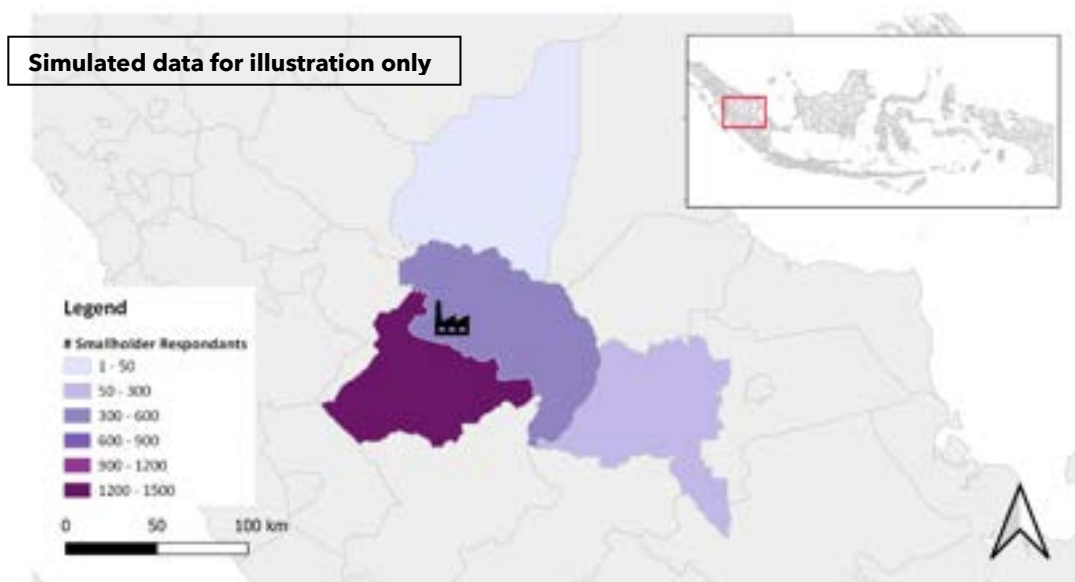 Simulated data for illustration only
Legend
# Smallholder Respondants
1 - 50
50 - 300
300 - 600
600 - 900
900 - 1200
1200 - 1500
0 50 100 km